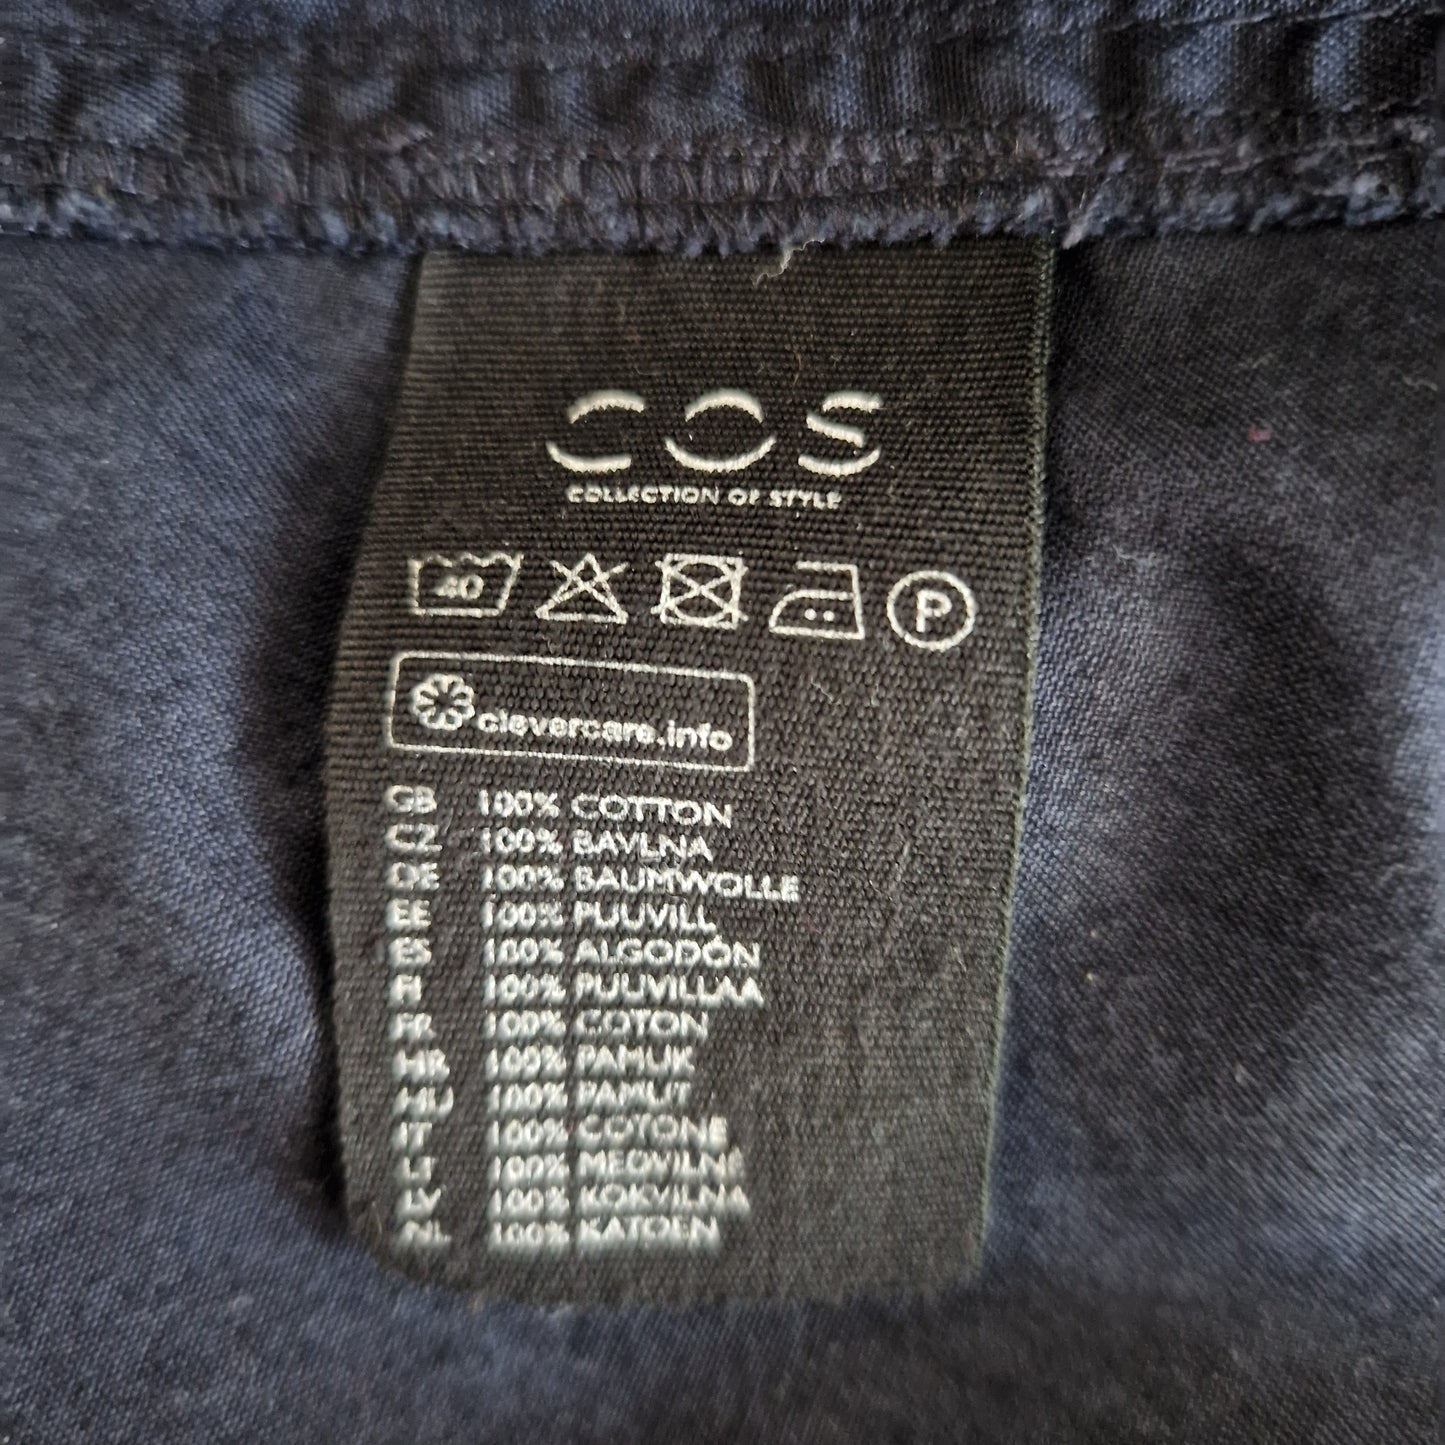 COS
COLLECTION OF STYLE
40 P
clevercare.info
GB 100% COTTON
CZ 100% BAVLNA
DE 100% BAUMWOLLE
EE 100% PUUVILL
ES 100% ALGODÓN
FI 100% PUUVILLAA
FR 100% COTON
HR 100% PAMUK
HU 100% PAMUT
IT 100% COTONE
LT 100% MEDVILNĖ
LV 100% KOKVILNA
NL 100% KATOEN